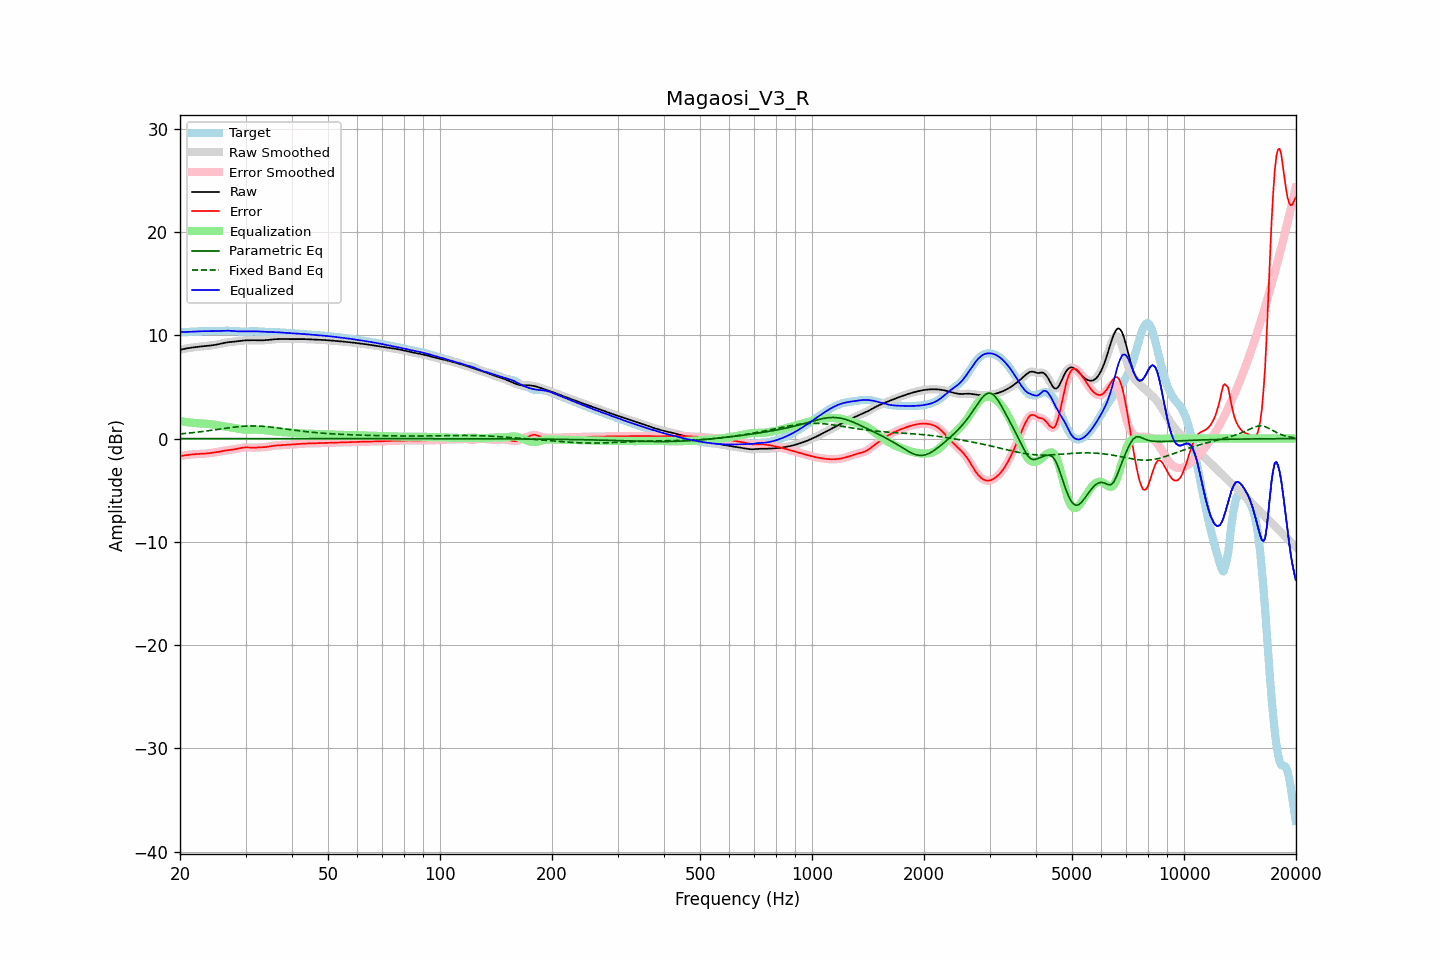 Magaosi_V3_R
30
20
10
0
−10
−20
−30
−40
Amplitude (dBr)
Target
Raw Smoothed
Error Smoothed
Raw
Error
Equalization
Parametric Eq
Fixed Band Eq
Equalized
20 50 100 200 500 1000 2000 5000 10000 20000
Frequency (Hz)